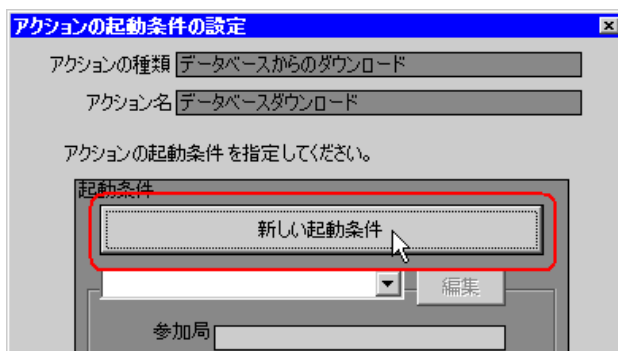 アクションの起動条件の設定
アクションの種類 データベースからのダウンロード
アクション名 データベースダウンロード
アクションの起動条件を指定してください。
起動条件
新しい起動条件
編集
参加局